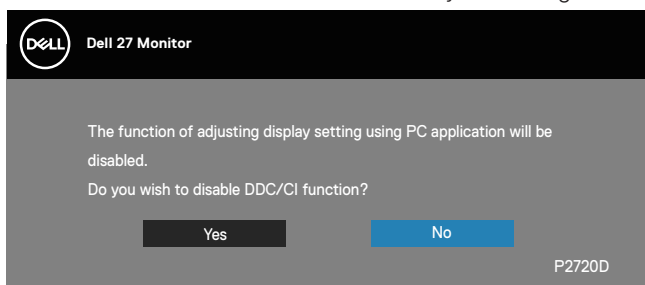 DELL
Dell 27 Monitor
The function of adjusting display setting using PC application will be
disabled.
Do you wish to disable DDC/CI function?
Yes
No
P2720D